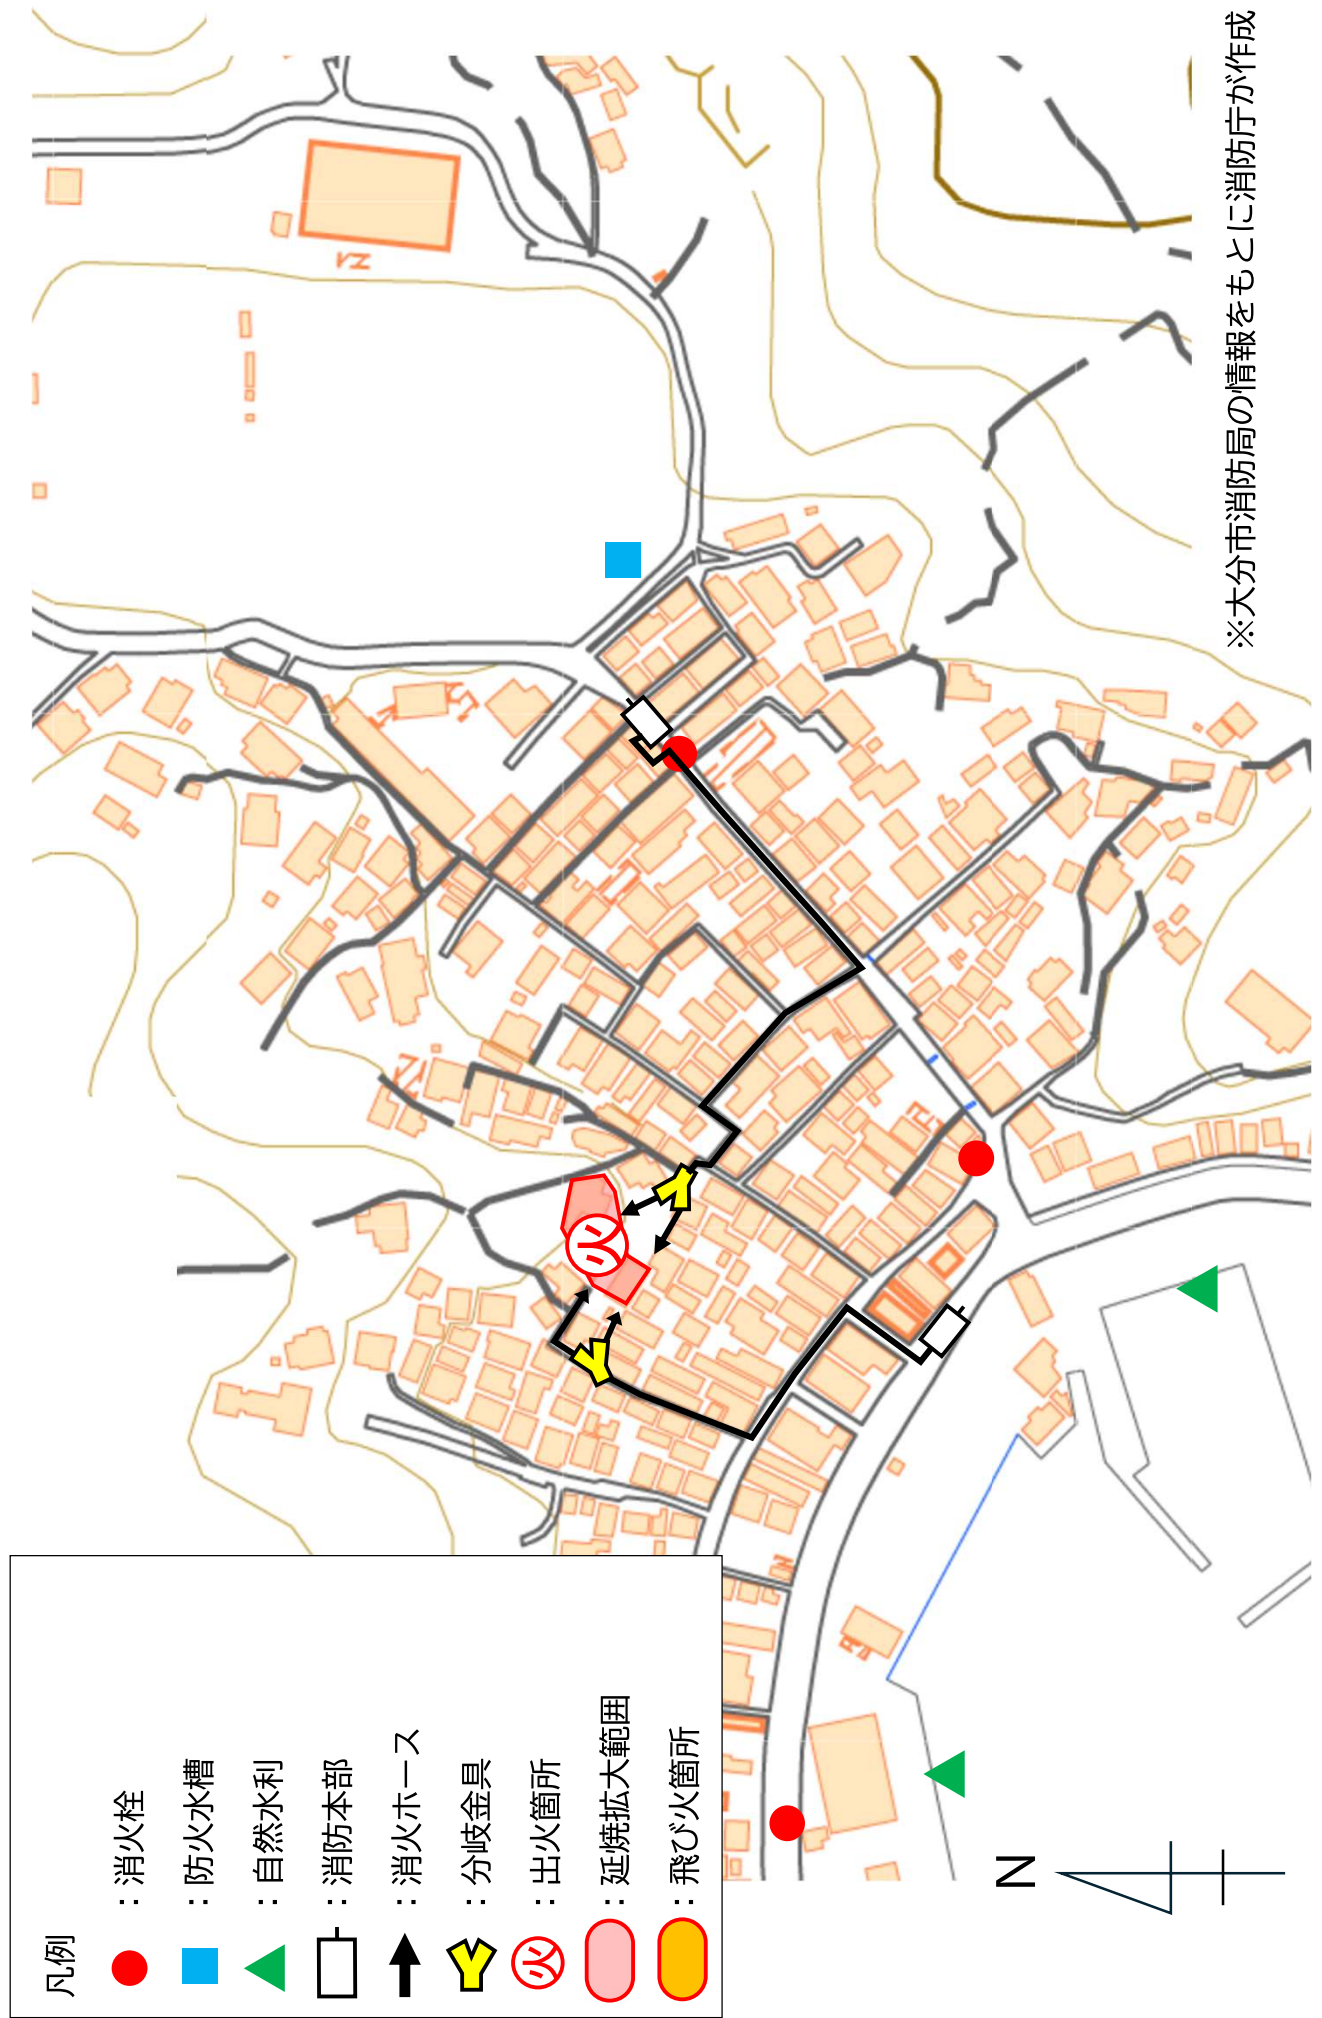 凡例
：消火栓
：防火水槽
：自然水利
：消防本部
：消火ホース
：分岐金具
火：出火箇所
：延焼拡大範囲
：飛び火箇所
火
N
※大分市消防局の情報をもとに消防庁が作成